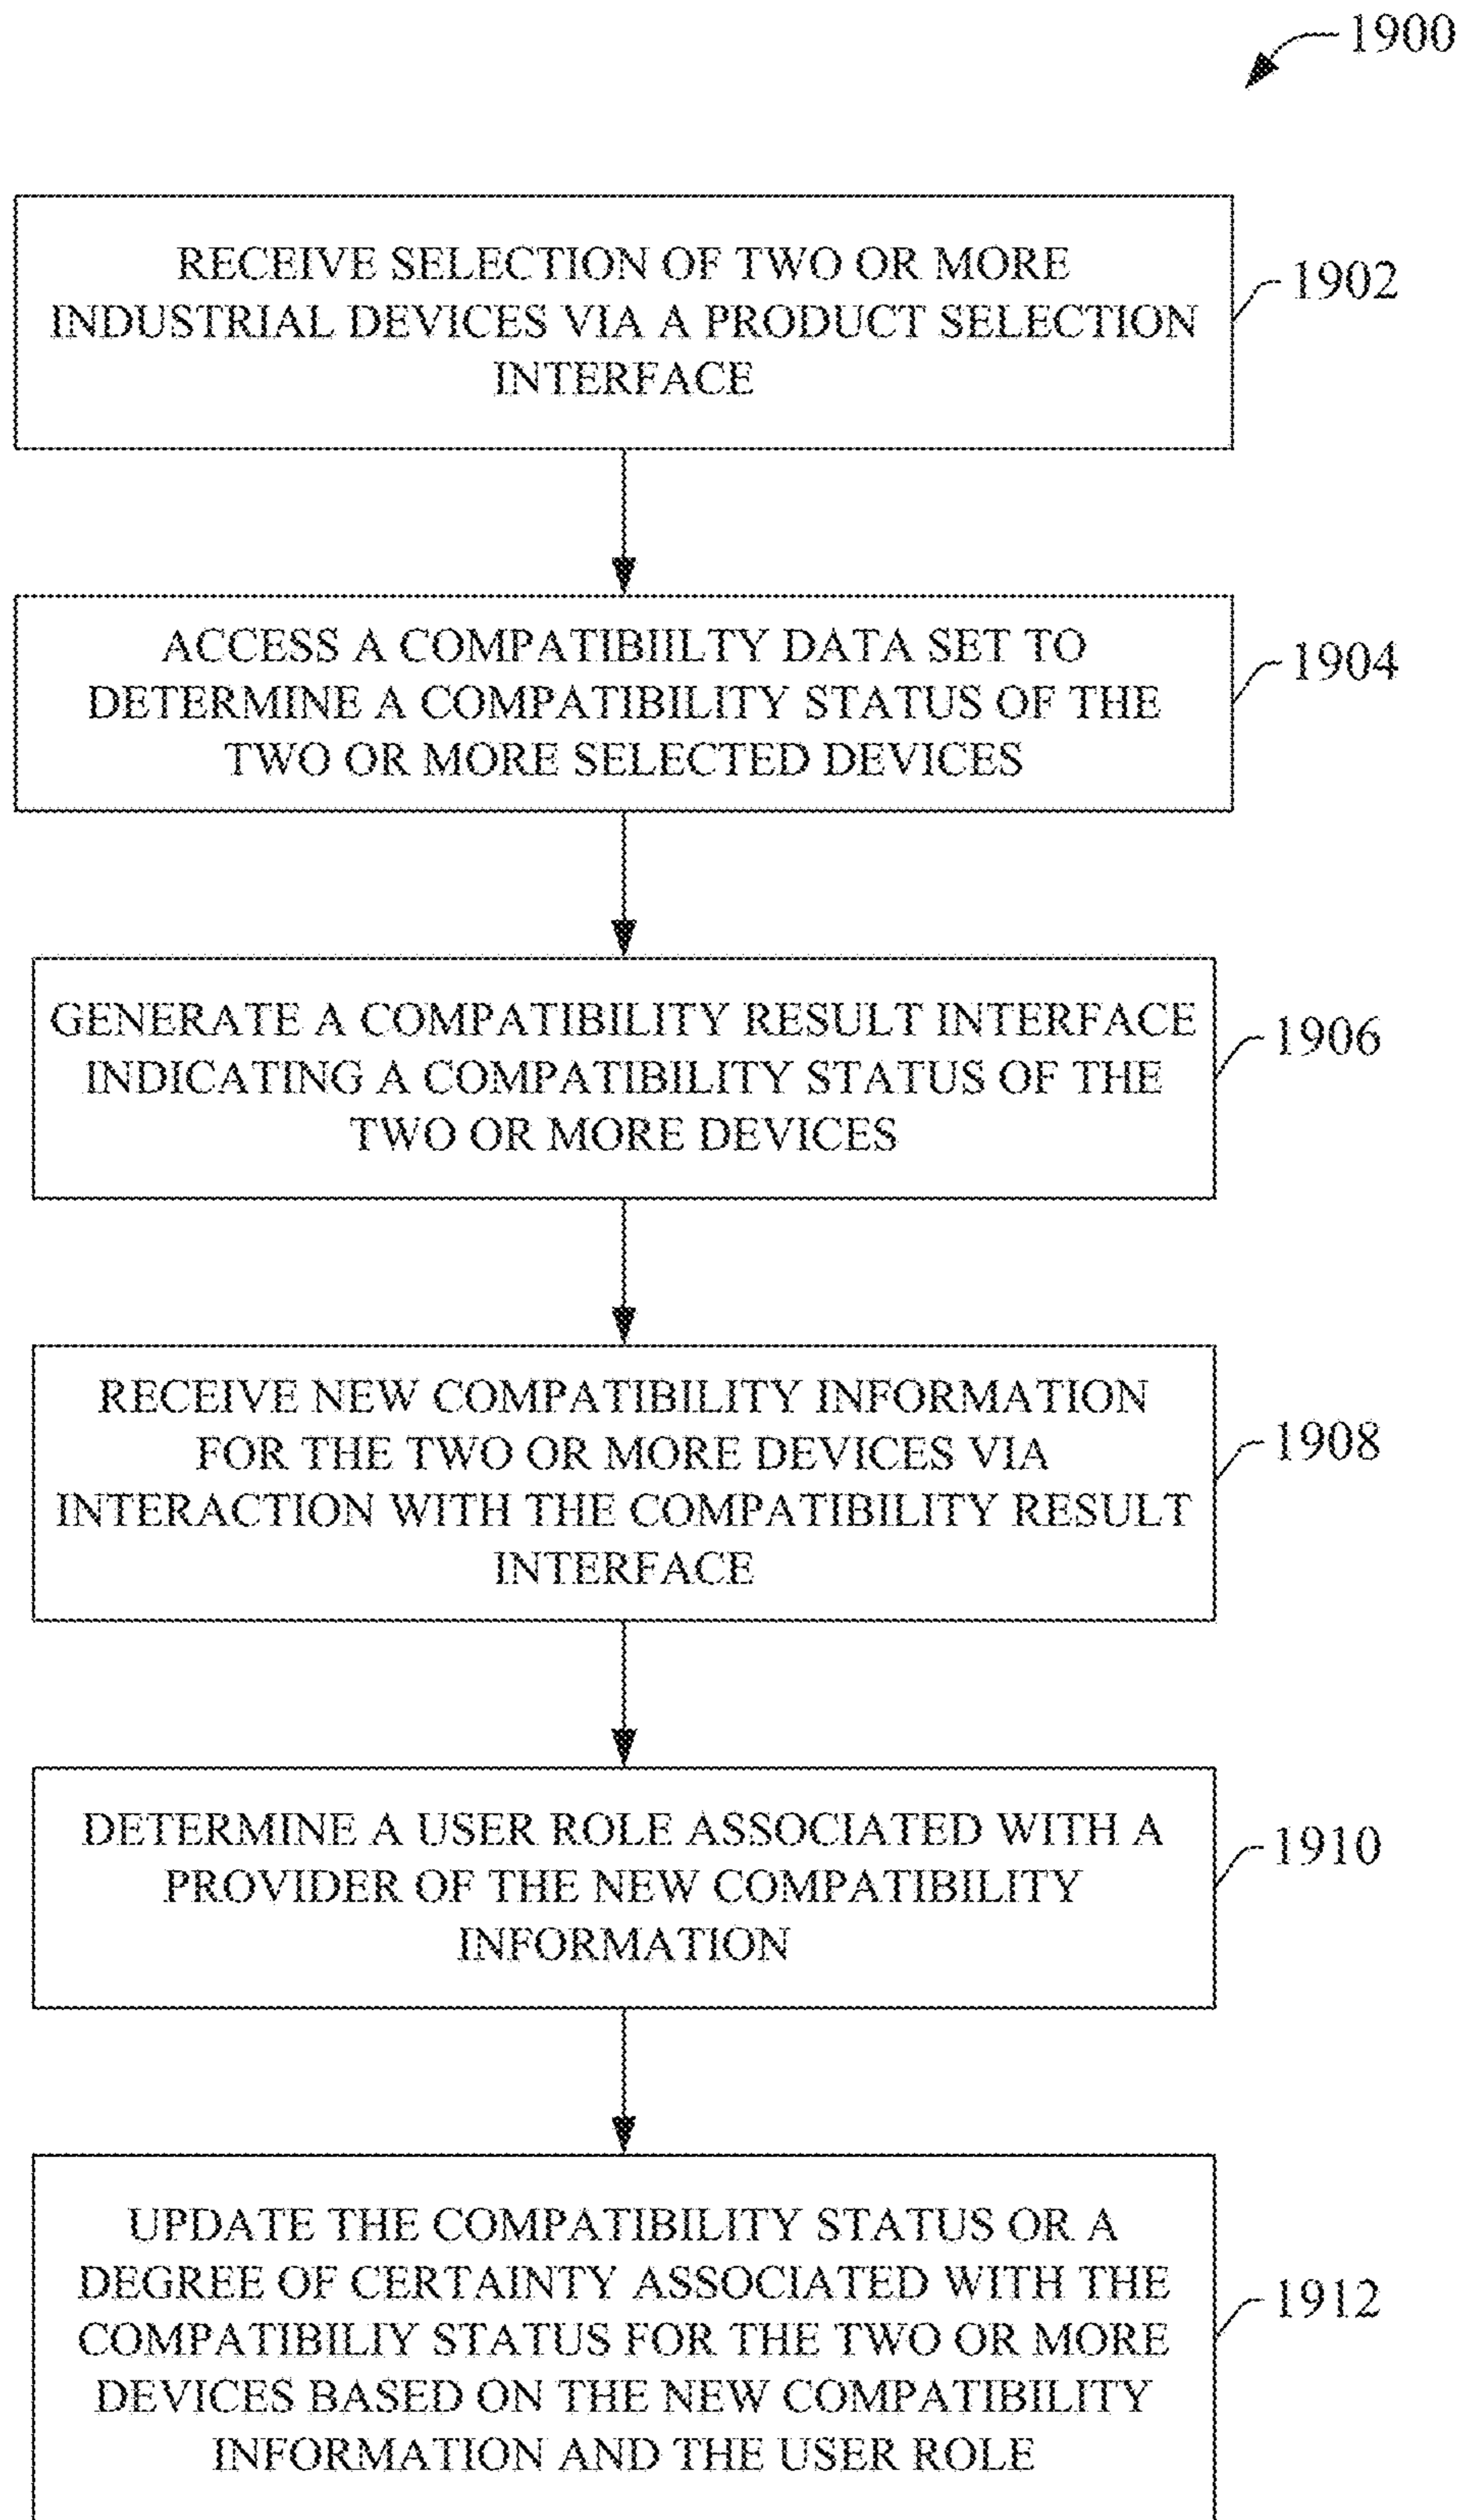 1900
RECEIVE SELECTION OF TWO OR MORE
INDUSTRIAL DEVICES VIA A PRODUCT SELECTION
INTERFACE
1902
ACCESS A COMPATIBIILTY DATA SET TO
DETERMINE A COMPATIBILITY STATUS OF THE
TWO OR MORE SELECTED DEVICES
1904
GENERATE A COMPATIBILITY RESULT INTERFACE
INDICATING A COMPATIBILITY STATUS OF THE
TWO OR MORE DEVICES
1906
RECEIVE NEW COMPATIBILITY INFORMATION
FOR THE TWO OR MORE DEVICES VIA
INTERACTION WITH THE COMPATIBILITY RESULT
INTERFACE
1908
DETERMINE A USER ROLE ASSOCIATED WITH A
PROVIDER OF THE NEW COMPATIBILITY
INFORMATION
1910
UPDATE THE COMPATIBILITY STATUS OR A
DEGREE OF CERTAINTY ASSOCIATED WITH THE
COMPATIBILIY STATUS FOR THE TWO OR MORE
DEVICES BASED ON THE NEW COMPATIBILITY
INFORMATION AND THE USER ROLE
1912